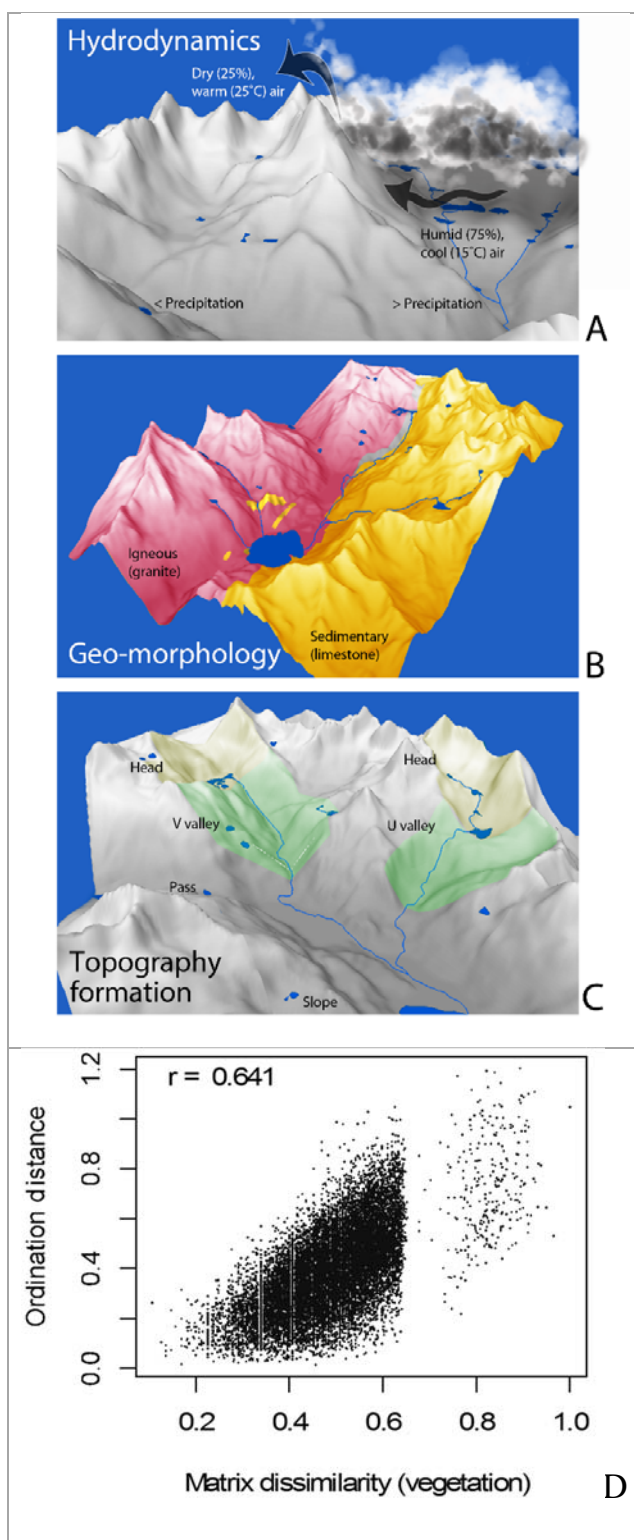 Hydrodynamics
Dry (25%),
warm (25˚C) air
Humid (75%),
cool (15˚C) air
< Precipitation
> Precipitation
A
Igneous
(granite)
Sedimentary
(limestone)
Geo-morphology
B
Head
Head
V valley
U valley
Pass
Topography
formation
Slope
C
r = 0.641
Ordination distance
1.2
0.8
0.4
0.0
0.2
0.4
0.6
0.8
1.0
Matrix dissimilarity (vegetation)
D